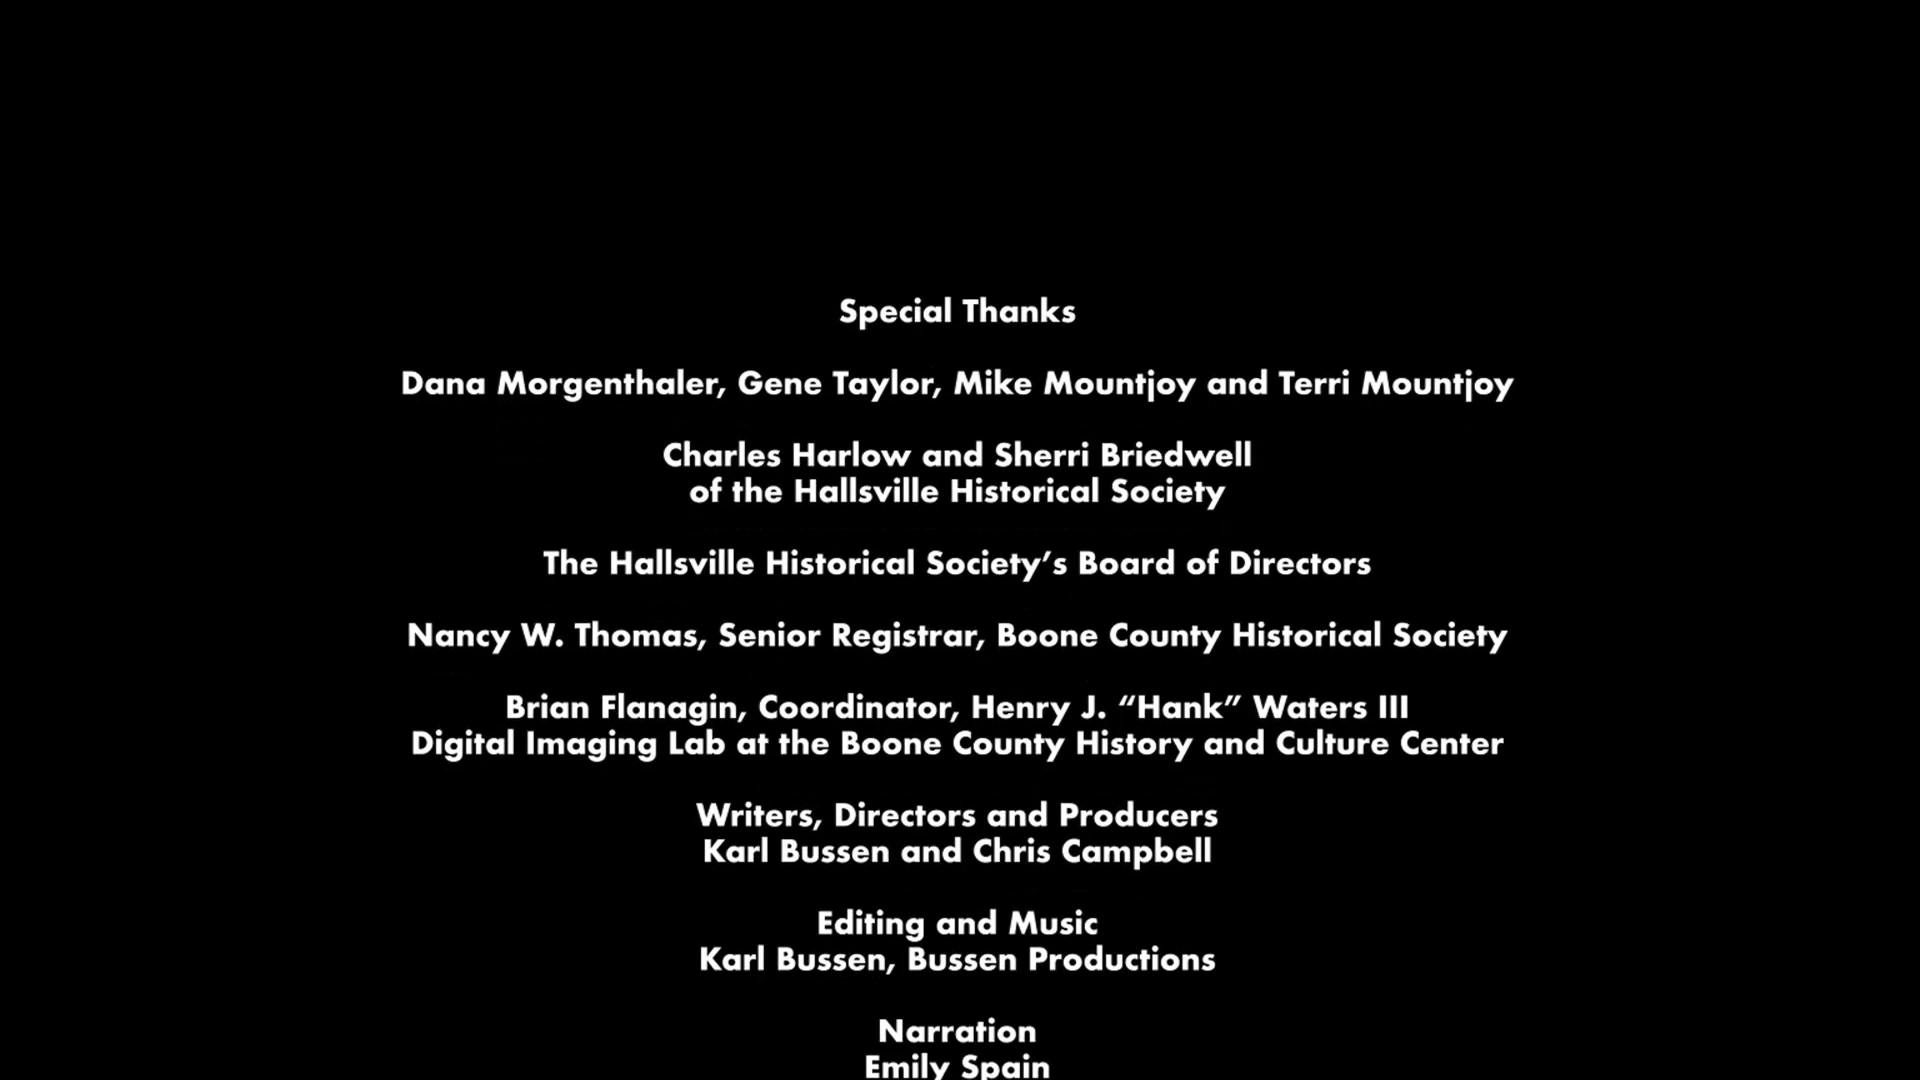 Special Thanks
Dana Morgenthaler, Gene Taylor, Mike Mountjoy and Terri Mountjoy
Charles Harlow and Sherri Briedwell
of the Hallsville Historical Society
The Hallsville Historical Society’s Board of Directors
Nancy W. Thomas, Senior Registrar, Boone County Historical Society
Brian Flanagin, Coordinator, Henry J. “Hank” Waters III
Digital Imaging Lab at the Boone County History and Culture Center
Writers, Directors and Producers
Karl Bussen and Chris Campbell
Editing and Music
Karl Bussen, Bussen Productions
Narration
Emily Spain